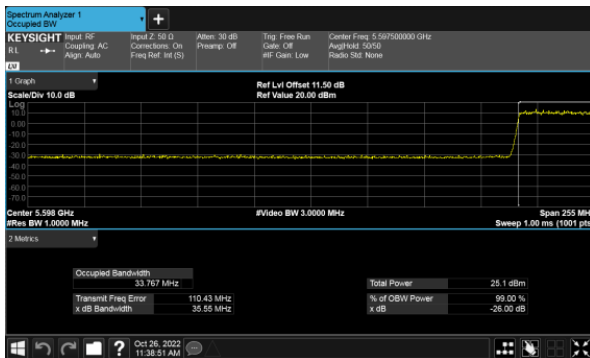 Spectrum Analyzer 1
Occupied BW
KEYSIGHT
R L
LXI
Input: RF
Coupling: AC
Align: Auto
Input Z: 50 Ω
Corrections: On
Freq Ref: Int (S)
Atten: 30 dB
Preamp: Off
Trig: Free Run
Gate: Off
#IF Gain: Low
Center Freq: 5.597500000 GHz
Avg|Hold: 50/50
Radio Std: None
1 Graph
Scale/Div 10.0 dB
Ref Lvl Offset 11.50 dB
Ref Value 20.00 dBm
Log
10.0
0.00
-10.0
-20.0
-30.0
-40.0
-50.0
-60.0
-70.0
Center 5.598 GHz
#Res BW 1.0000 MHz
#Video BW 3.0000 MHz
Span 255 MH
Sweep 1.00 ms (1001 pts
2 Metrics
Occupied Bandwidth
33.767 MHz
Transmit Freq Error 110.43 MHz
x dB Bandwidth 35.55 MHz
Total Power 25.1 dBm
% of OBW Power 99.00 %
x dB -26.00 dB
?
Oct 26, 2022
11:38:51 AM